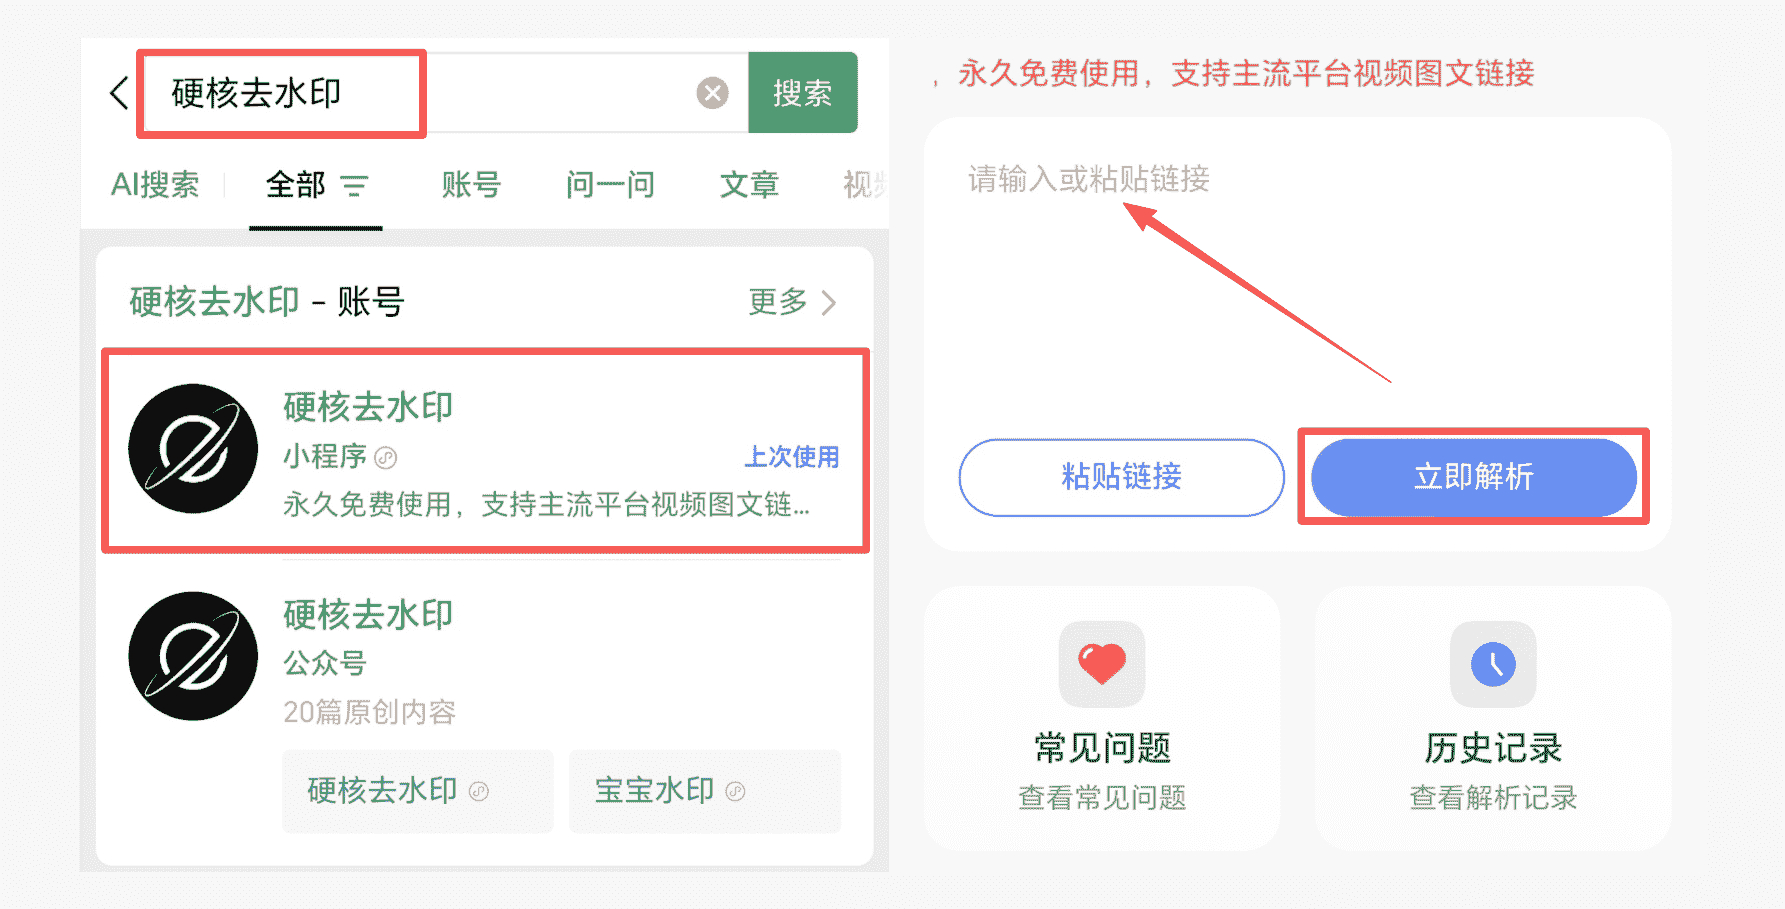 硬核去水印
搜索
AI搜索 全部 账号 问一问 文章 视频
硬核去水印 - 账号
更多
硬核去水印
小程序
上次使用
永久免费使用，支持主流平台视频图文链...
硬核去水印
公众号
20篇原创内容
硬核去水印
宝宝水印
，永久免费使用，支持主流平台视频图文链接
请输入或粘贴链接
粘贴链接
立即解析
常见问题
查看常见问题
历史记录
查看解析记录